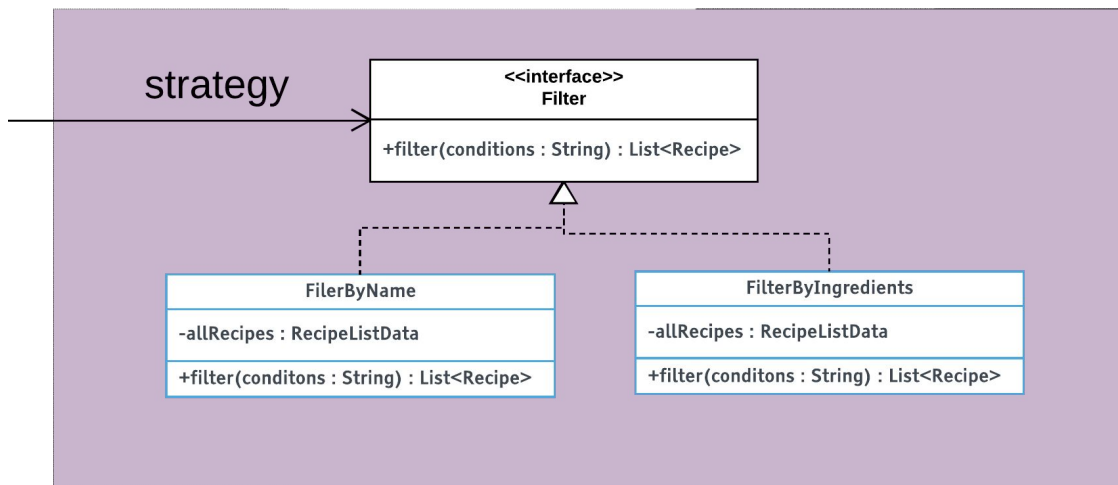 strategy
<<interface>>
Filter
+filter(conditions : String) : List<Recipe>
FilerByName
-allRecipes : RecipeListData
+filter(conditons : String) : List<Recipe>
FilterByIngredients
-allRecipes : RecipeListData
+filter(conditons : String) : List<Recipe>